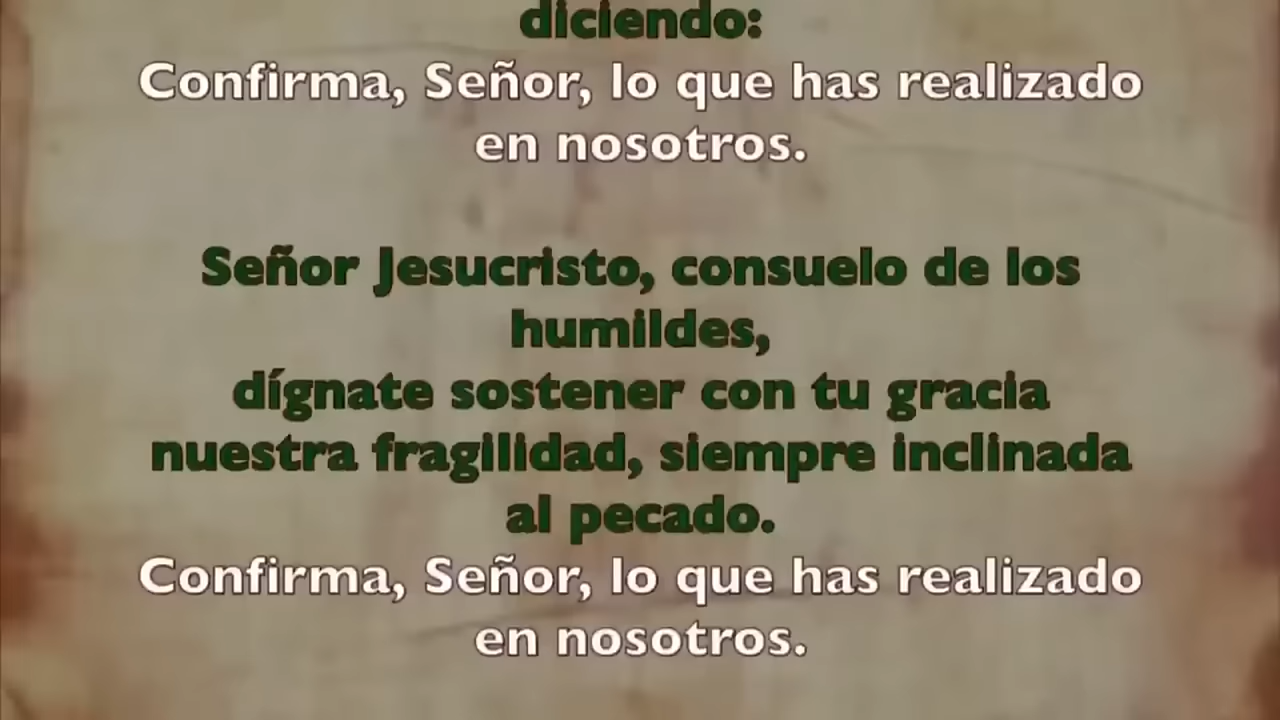 diciendo:
Confirma, Señor, lo que has realizado
en nosotros.
Señor Jesucristo, consuelo de los
humildes,
dígnate sostener con tu gracia
nuestra fragilidad, siempre inclinada
al pecado.
Confirma, Señor, lo que has realizado
en nosotros.